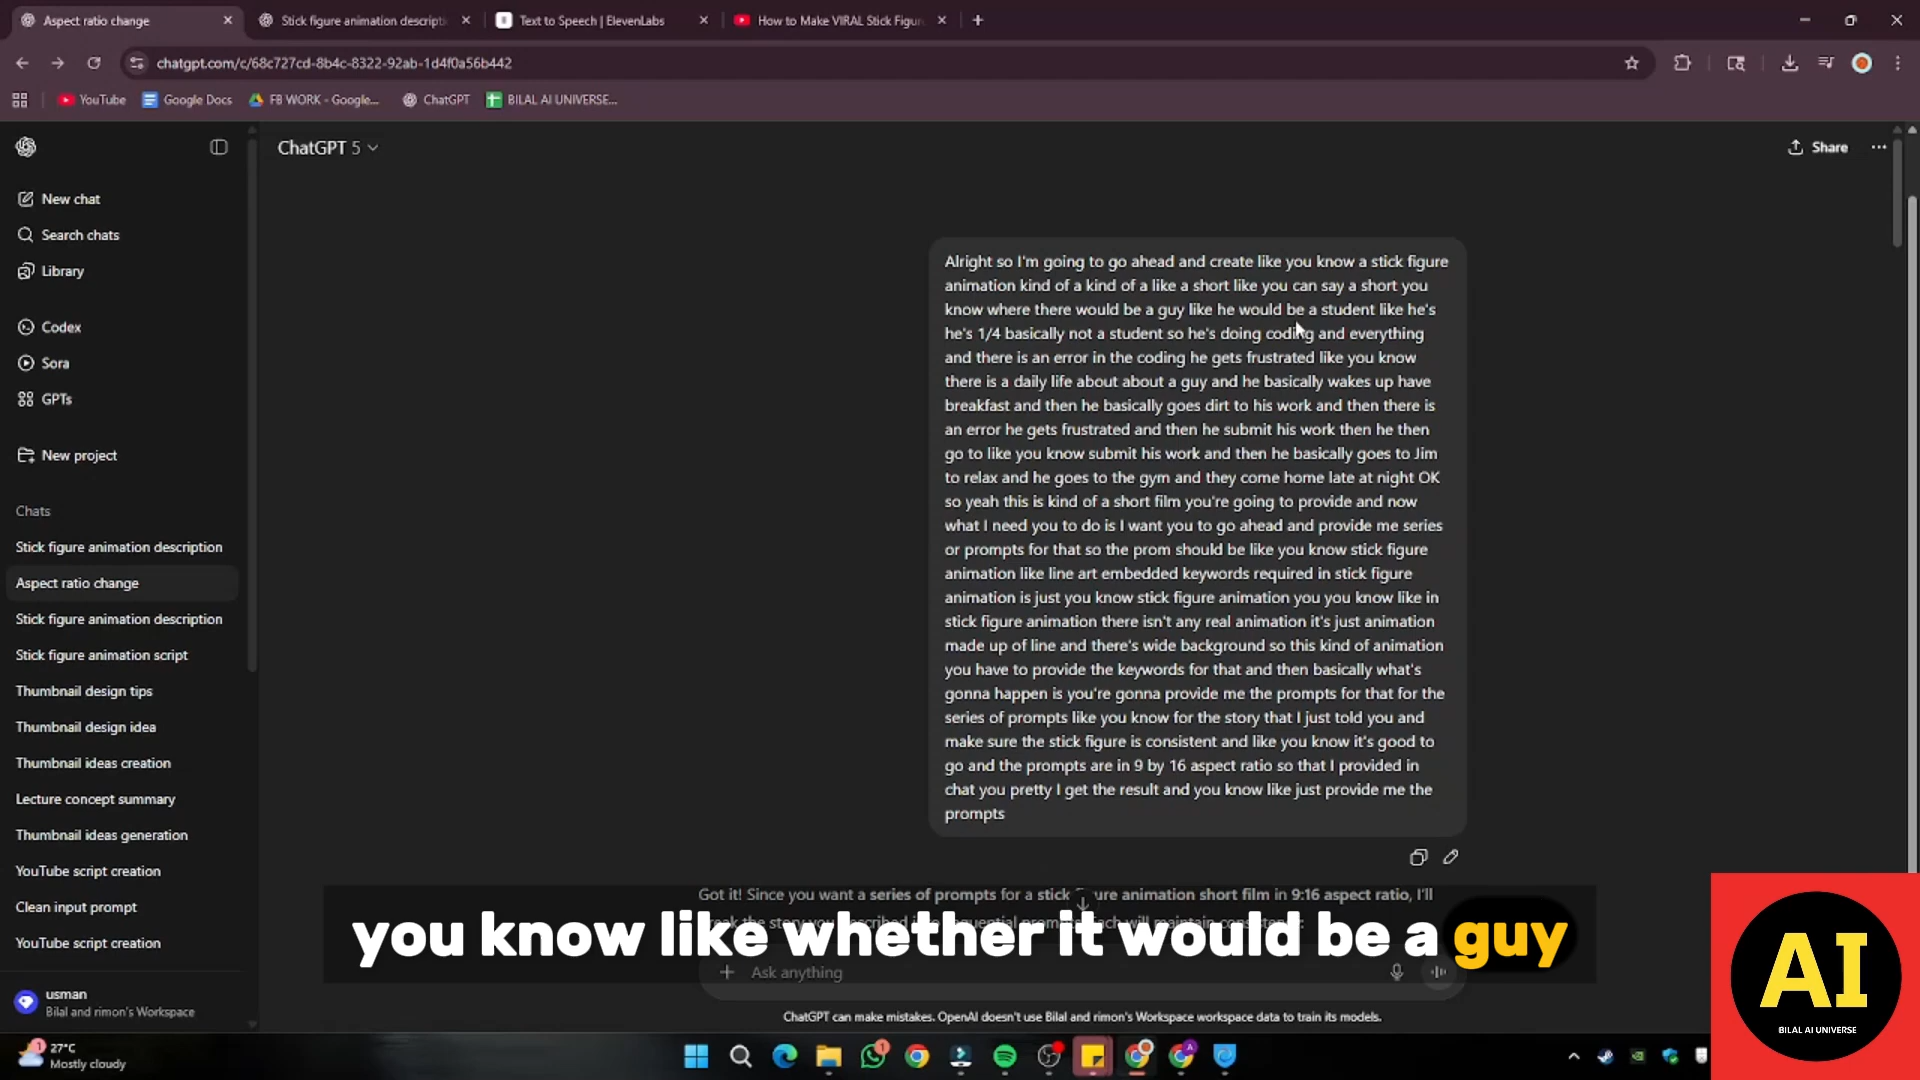 Aspect ratio change
Stick figure animation descripti
Text to Speech | ElevenLabs
How to Make VIRAL Stick Figur
chatgpt.com/c/68c727cd-8b4c-8322-92ab-1d4f0a56b442
YouTube
Google Docs
FB WORK - Google...
ChatGPT
BILAL AI UNIVERSE...
ChatGPT 5
Share
New chat
Search chats
Library
Codex
Sora
GPTs
New project
Chats
Stick figure animation description
Aspect ratio change
Stick figure animation description
Stick figure animation script
Thumbnail design tips
Thumbnail design idea
Thumbnail ideas creation
Lecture concept summary
Thumbnail ideas generation
YouTube script creation
Clean input prompt
YouTube script creation
usman
Bilal and rimon's Workspace
Alright so I'm going to go ahead and create like you know a stick figure
animation kind of a kind of a like a short like you can say a short you
know where there would be a guy like he would be a student like he's
he's 1/4 basically not a student so he's doing coding and everything
and there is an error in the coding he gets frustrated like you know
there is a daily life about about a guy and he basically wakes up have
breakfast and then he basically goes dirt to his work and then there is
an error he gets frustrated and then he submit his work then he then
go to like you know submit his work and then he basically goes to Jim
to relax and he goes to the gym and they come home late at night OK
so yeah this is kind of a short film you're going to provide and now
what I need you to do is I want you to go ahead and provide me series
or prompts for that so the prom should be like you know stick figure
animation like line art embedded keywords required in stick figure
animation is just you know stick figure animation you you know like in
stick figure animation there isn't any real animation it's just animation
made up of line and there's wide background so this kind of animation
you have to provide the keywords for that and then basically what's
gonna happen is you're gonna provide me the prompts for that for the
series of prompts like you know for the story that I just told you and
make sure the stick figure is consistent and like you know it's good to
go and the prompts are in 9 by 16 aspect ratio so that I provided in
chat you pretty I get the result and you know like just provide me the
prompts
Got it! Since you want a series of prompts for a stick figure animation short film in 9:16 aspect ratio, I'll
you know like whether it would be a guy
Ask anything
ChatGPT can make mistakes. OpenAI doesn't use Bilal and rimon's Workspace workspace data to train its models.
AI
BILAL AI UNIVERSE
27°C
Mostly cloudy